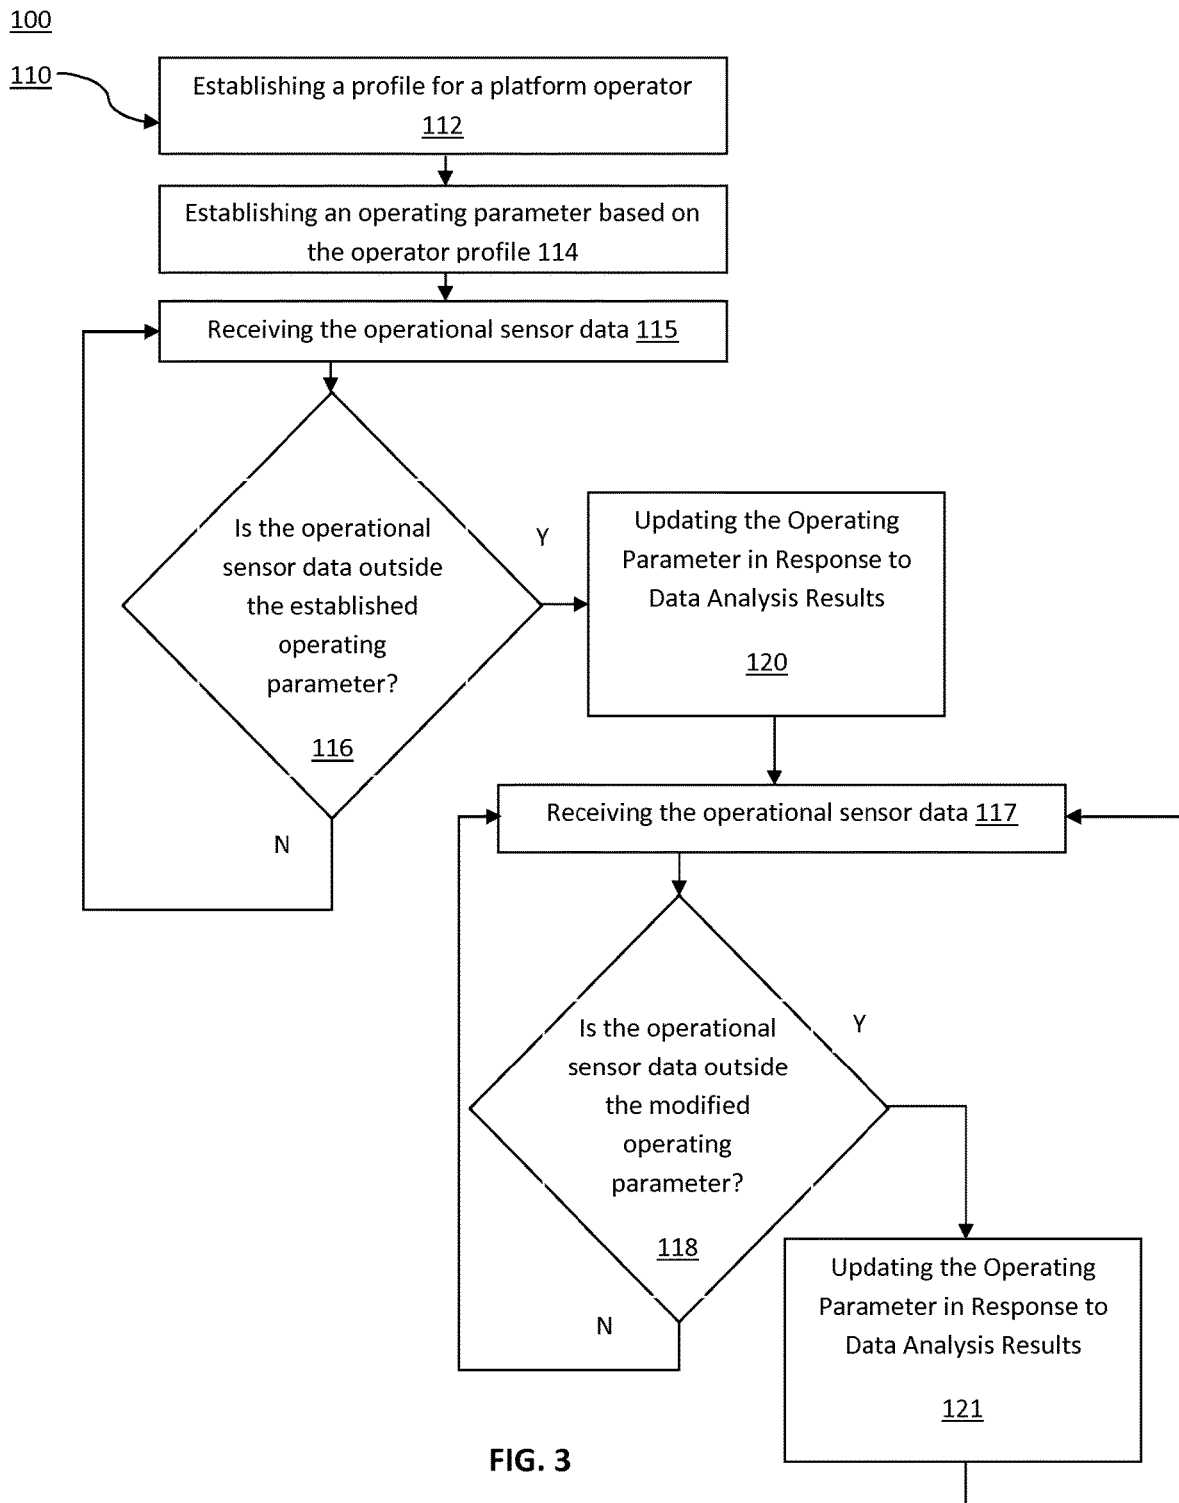 100
110
Establishing a profile for a platform operator
112
Establishing an operating parameter based on
the operator profile 114
Receiving the operational sensor data 115
Is the operational
sensor data outside
the established
operating
parameter?
116
Y
N
Updating the Operating
Parameter in Response to
Data Analysis Results
120
Receiving the operational sensor data 117
Is the operational
sensor data outside
the modified
operating
parameter?
118
Y
N
Updating the Operating
Parameter in Response to
Data Analysis Results
121
FIG. 3